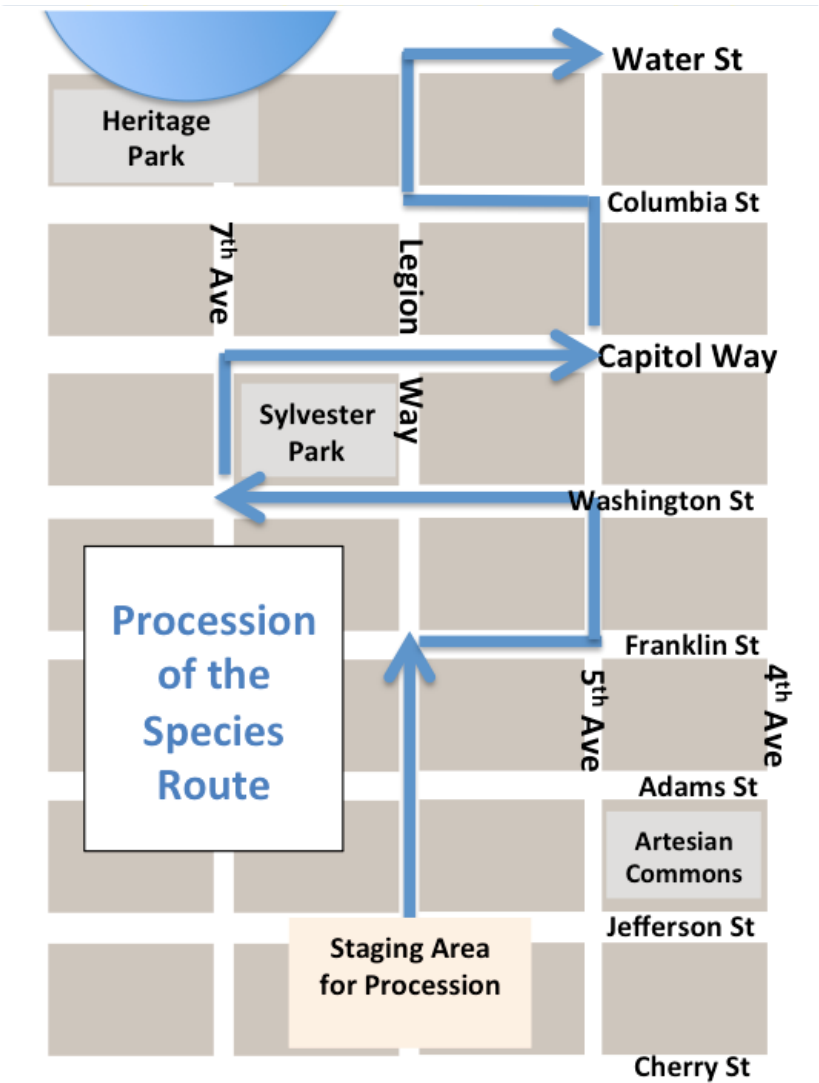 Water St
Heritage
Park
Columbia St
7th Ave
Legion
Way
Capitol Way
Sylvester
Park
Washington St
Procession
of the
Species
Route
Franklin St
5th Ave
4th Ave
Adams St
Artesian
Commons
Jefferson St
Staging Area
for Procession
Cherry St